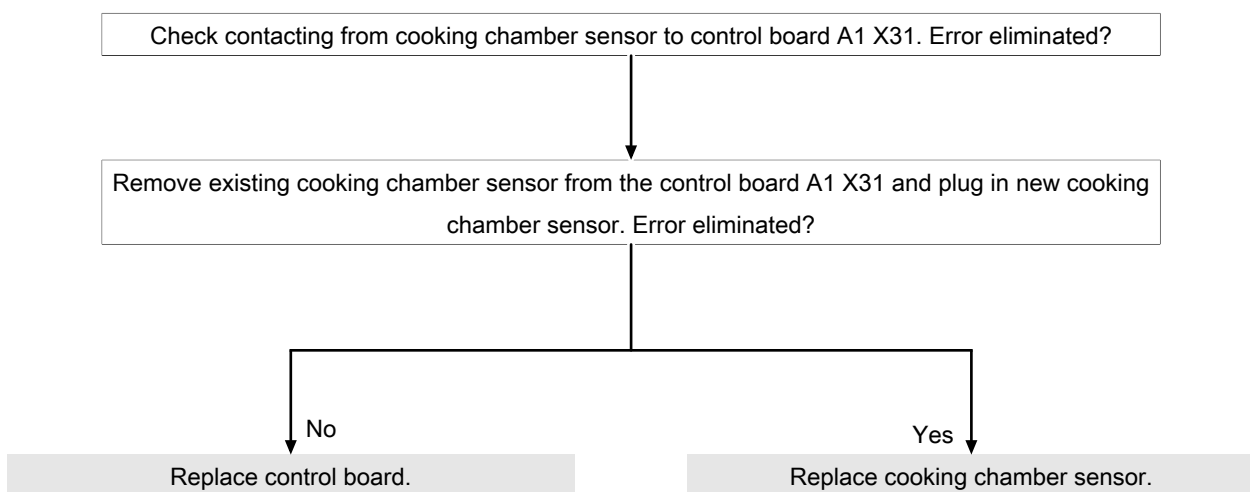 Check contacting from cooking chamber sensor to control board A1 X31. Error eliminated?
Remove existing cooking chamber sensor from the control board A1 X31 and plug in new cooking
chamber sensor. Error eliminated?
No
Yes
Replace control board.
Replace cooking chamber sensor.